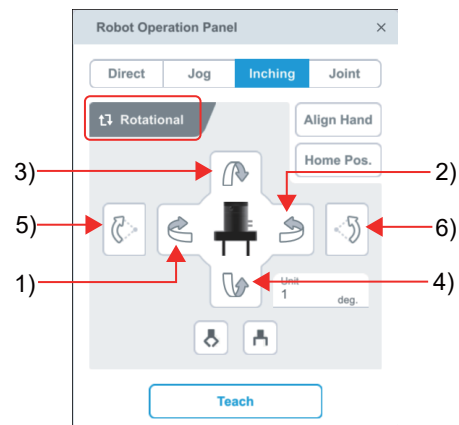 Robot Operation Panel ×
Direct Jog Inching Joint
Rotational Align Hand
3) Home Pos. 2)
5) 6)
1) Unit 4)
1 deg.
Teach